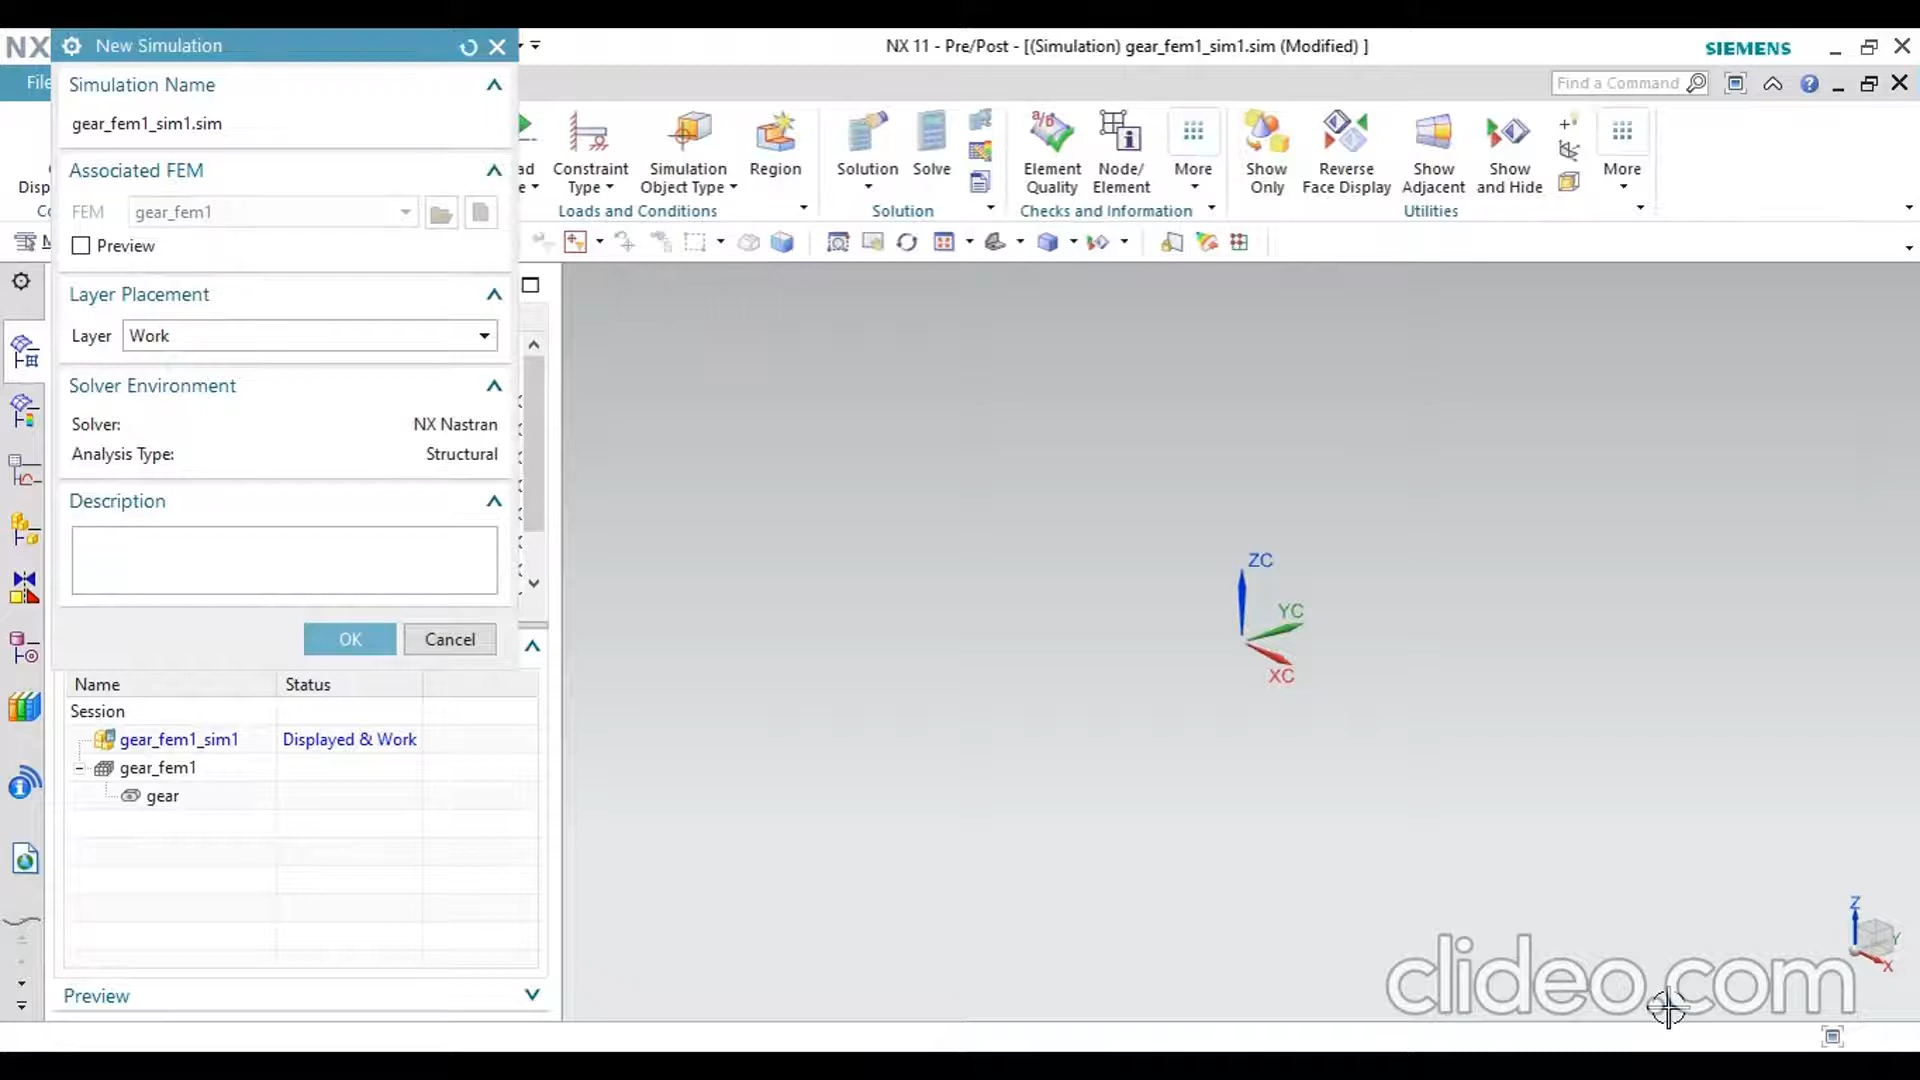 NX
New Simulation
NX 11 - Pre/Post - [(Simulation) gear_fem1_sim1.sim (Modified) ]
SIEMENS
Simulation Name
gear_fem1_sim1.sim
Find a Command
Associated FEM
FEM gear_fem1
Preview
Constraint Type
Simulation Object Type
Region
Solution
Solve
Element Quality
Node/ Element
More
Show Only
Reverse Face Display
Show Adjacent
Show and Hide
More
Loads and Conditions
Solution
Checks and Information
Utilities
Layer Placement
Layer Work
Solver Environment
Solver: NX Nastran
Analysis Type: Structural
Description
OK
Cancel
Name Status
Session
gear_fem1_sim1 Displayed & Work
gear_fem1
gear
Preview
ZC
YC
XC
Z
Y
X
clideo.com